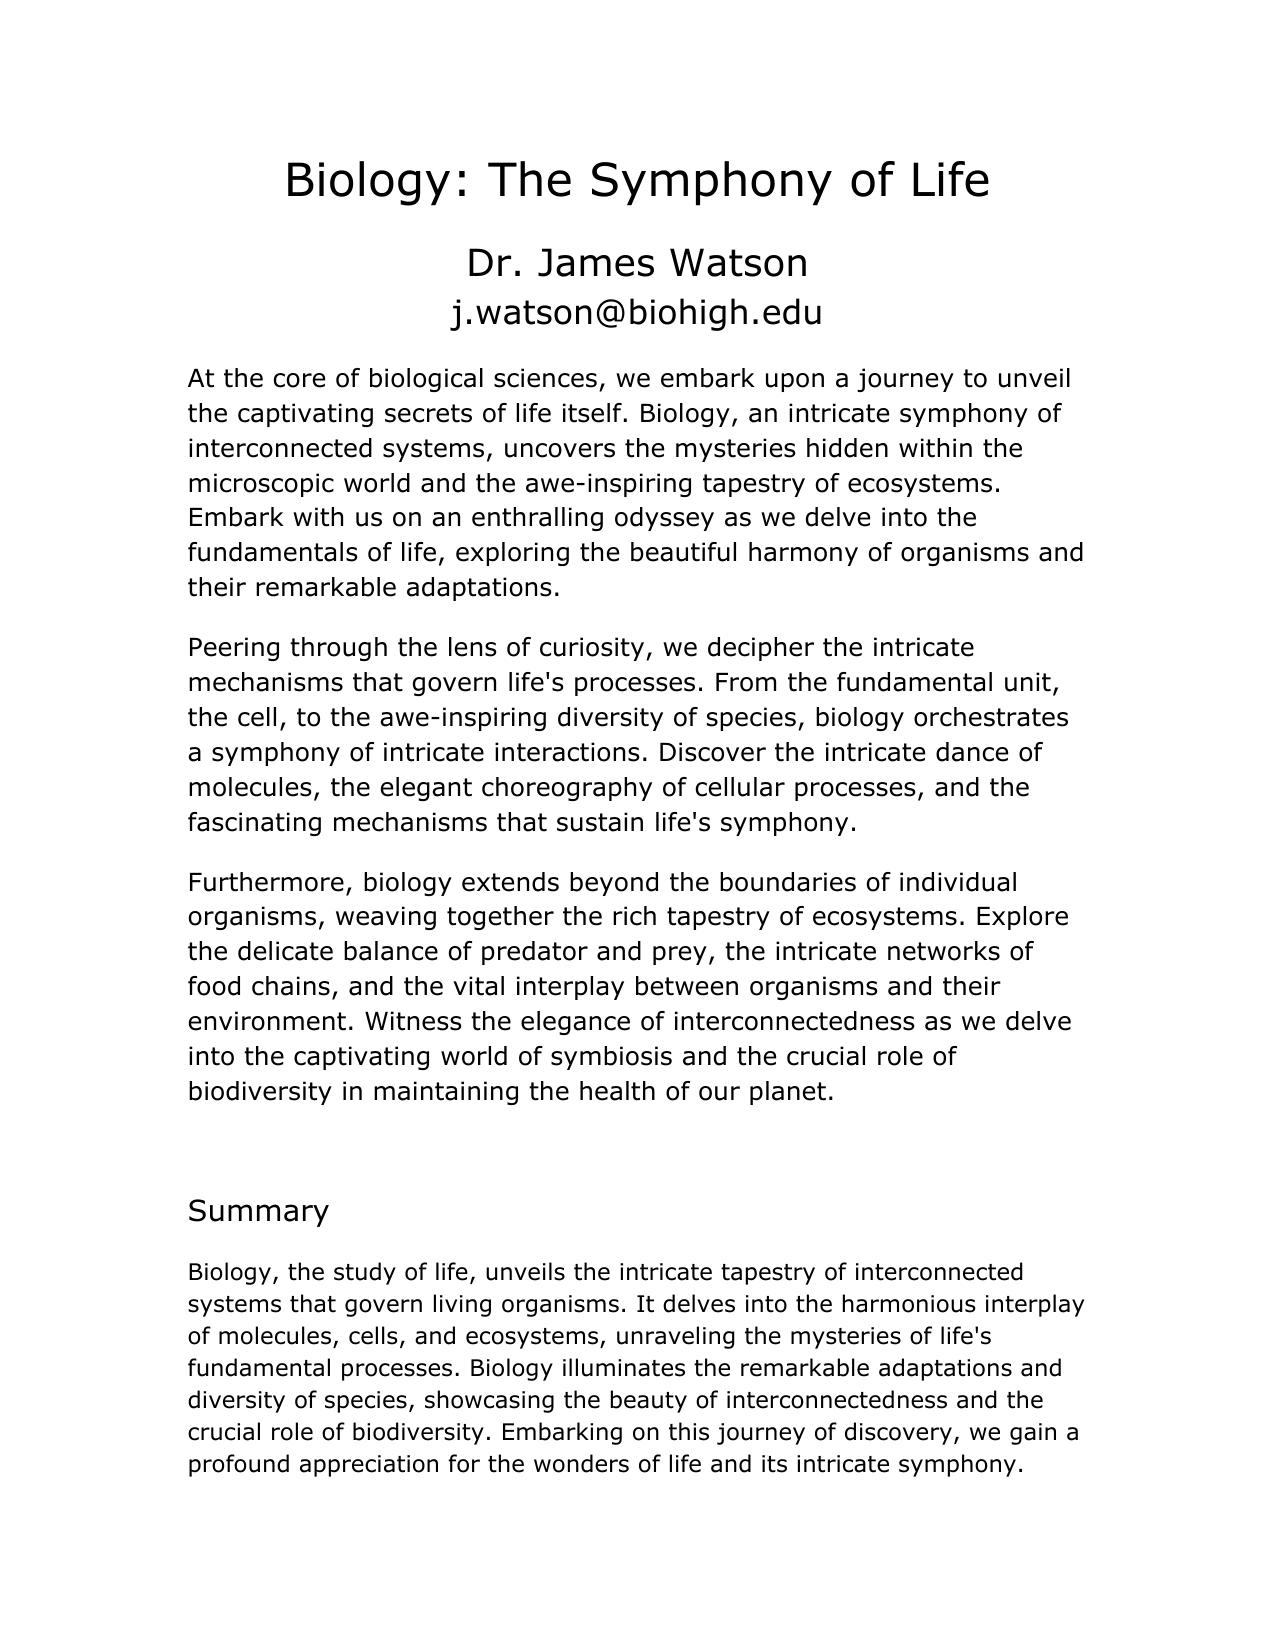 Biology: The Symphony of Life
Dr. James Watson
j.watson@biohigh.edu
At the core of biological sciences, we embark upon a journey to unveil
the captivating secrets of life itself. Biology, an intricate symphony of
interconnected systems, uncovers the mysteries hidden within the
microscopic world and the awe-inspiring tapestry of ecosystems.
Embark with us on an enthralling odyssey as we delve into the
fundamentals of life, exploring the beautiful harmony of organisms and
their remarkable adaptations.
Peering through the lens of curiosity, we decipher the intricate
mechanisms that govern life's processes. From the fundamental unit,
the cell, to the awe-inspiring diversity of species, biology orchestrates
a symphony of intricate interactions. Discover the intricate dance of
molecules, the elegant choreography of cellular processes, and the
fascinating mechanisms that sustain life's symphony.
Furthermore, biology extends beyond the boundaries of individual
organisms, weaving together the rich tapestry of ecosystems. Explore
the delicate balance of predator and prey, the intricate networks of
food chains, and the vital interplay between organisms and their
environment. Witness the elegance of interconnectedness as we delve
into the captivating world of symbiosis and the crucial role of
biodiversity in maintaining the health of our planet.
Summary
Biology, the study of life, unveils the intricate tapestry of interconnected
systems that govern living organisms. It delves into the harmonious interplay
of molecules, cells, and ecosystems, unraveling the mysteries of life's
fundamental processes. Biology illuminates the remarkable adaptations and
diversity of species, showcasing the beauty of interconnectedness and the
crucial role of biodiversity. Embarking on this journey of discovery, we gain a
profound appreciation for the wonders of life and its intricate symphony.